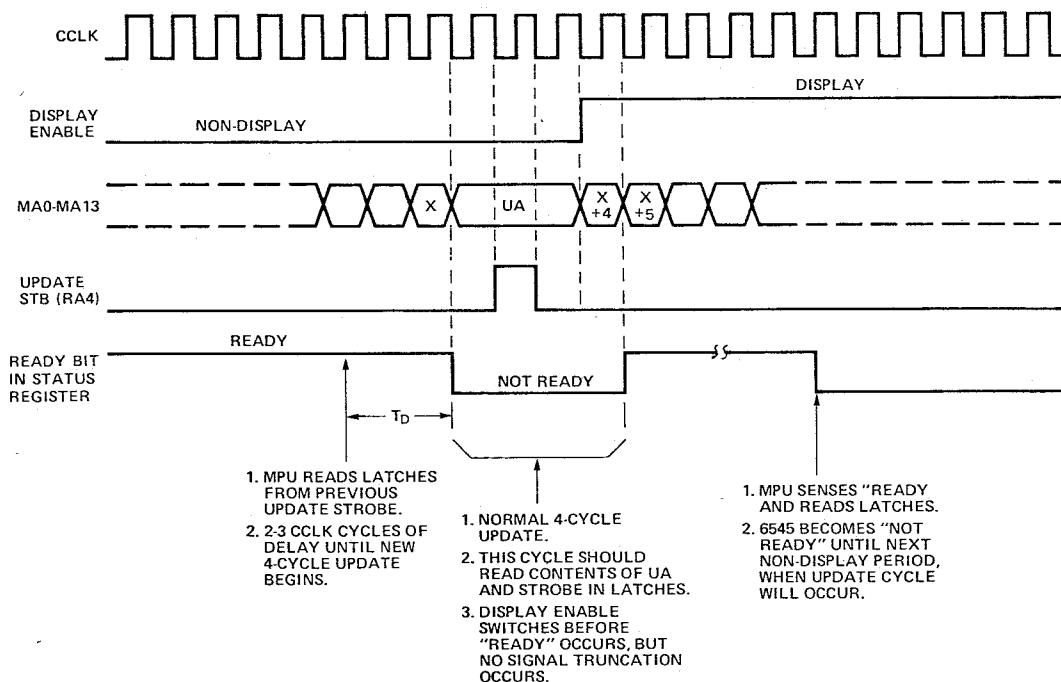 CCLK
DISPLAY
DISPLAY
ENABLE
NON-DISPLAY
MA0-MA13
X
UA
X
+4
X
+5
UPDATE
STB (RA4)
READY
READY BIT
IN STATUS
REGISTER
NOT READY
TD
1. MPU READS LATCHES
FROM PREVIOUS
UPDATE STROBE.
2. 2-3 CCLK CYCLES OF
DELAY UNTIL NEW
4-CYCLE UPDATE
BEGINS.
1. NORMAL 4-CYCLE
UPDATE.
2. THIS CYCLE SHOULD
READ CONTENTS OF UA
AND STROBE IN LATCHES.
3. DISPLAY ENABLE
SWITCHES BEFORE
"READY" OCCURS, BUT
NO SIGNAL TRUNCATION
OCCURS.
1. MPU SENSES "READY
AND READS LATCHES.
2. 6545 BECOMES "NOT
READY" UNTIL NEXT
NON-DISPLAY PERIOD,
WHEN UPDATE CYCLE
WILL OCCUR.